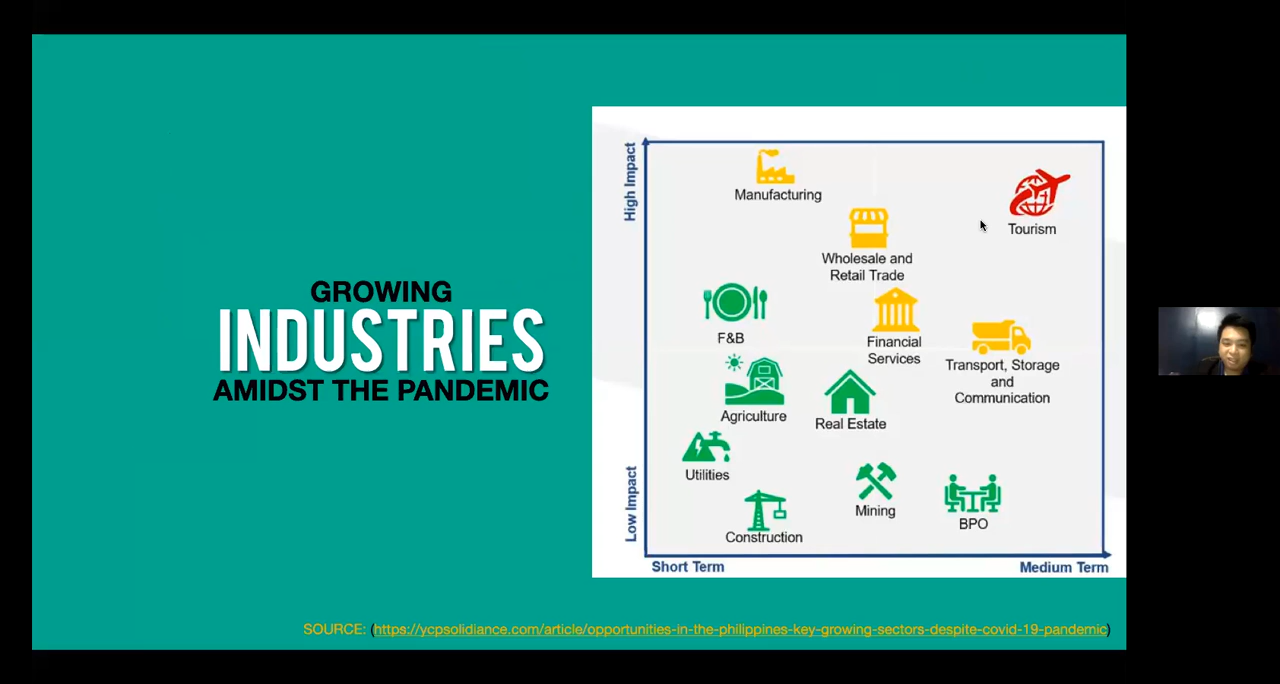 GROWING
INDUSTRIES
AMIDST THE PANDEMIC
High Impact
Low Impact
Manufacturing
Tourism
Wholesale and
Retail Trade
F&B
Financial
Services
Transport, Storage
and
Communication
Agriculture
Real Estate
Utilities
Mining
BPO
Construction
Short Term
Medium Term
SOURCE: (https://ycpsolidiance.com/article/opportunities-in-the-philippines-key-growing-sectors-despite-covid-19-pandemic)